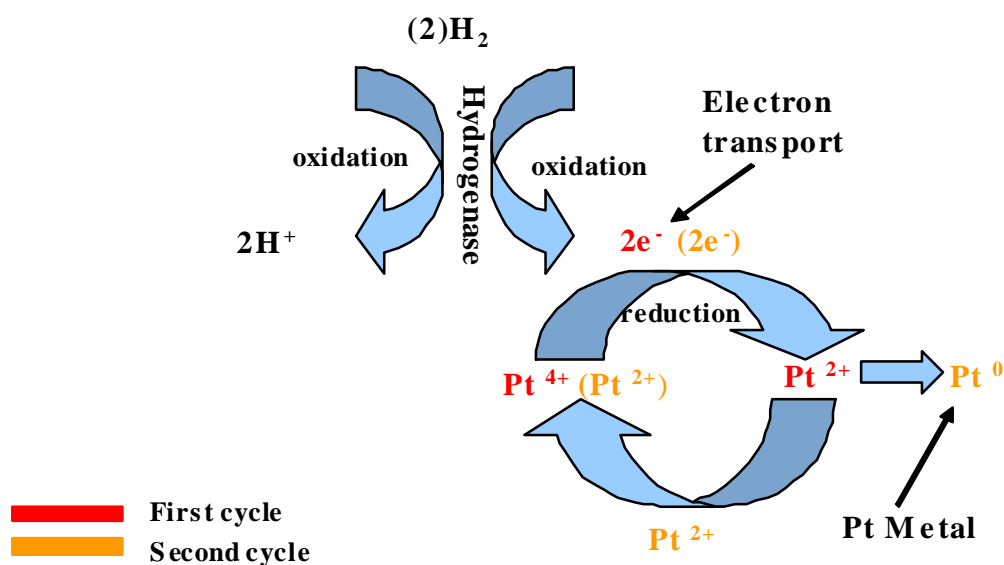 (2)H₂
Hydrogenase
Electron
transport
oxidation
oxidation
2H⁺
2e⁻ (2e⁻)
reduction
Pt ⁴⁺ (Pt ²⁺)
Pt ²⁺
Pt ⁰
Pt ²⁺
Pt Metal
First cycle
Second cycle